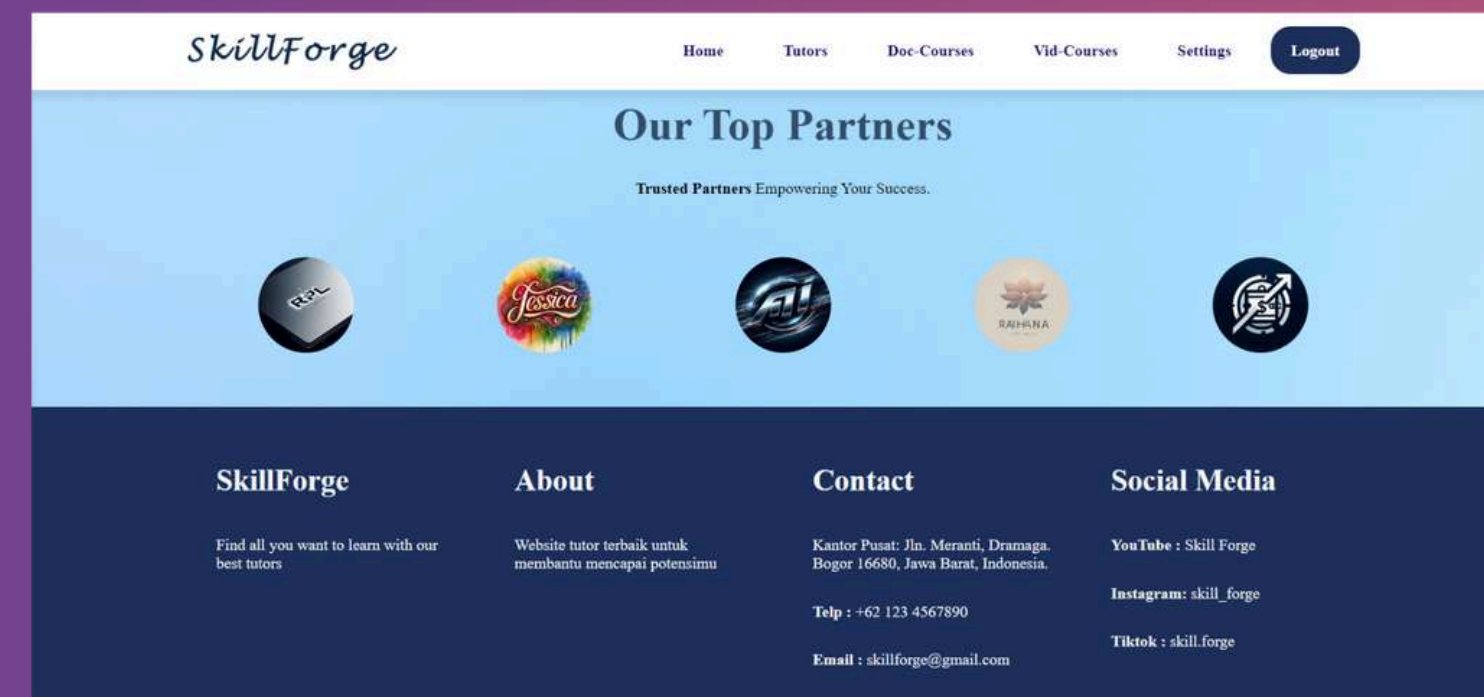 SkillForge
Home Tutors Doc-Courses Vid-Courses Settings Logout
Our Top Partners
Trusted Partners Empowering Your Success.
RPL
Jessica
RAIHANA
SkillForge
Find all you want to learn with our
best tutors
About
Website tutor terbaik untuk
membantu mencapai potensimu
Contact
Kantor Pusat: Jln. Meranti, Dramaga.
Bogor 16680, Jawa Barat, Indonesia.
Telp : +62 123 4567890
Email : skillforge@gmail.com
Social Media
YouTube : Skill Forge
Instagram: skill_forge
Tiktok : skill.forge